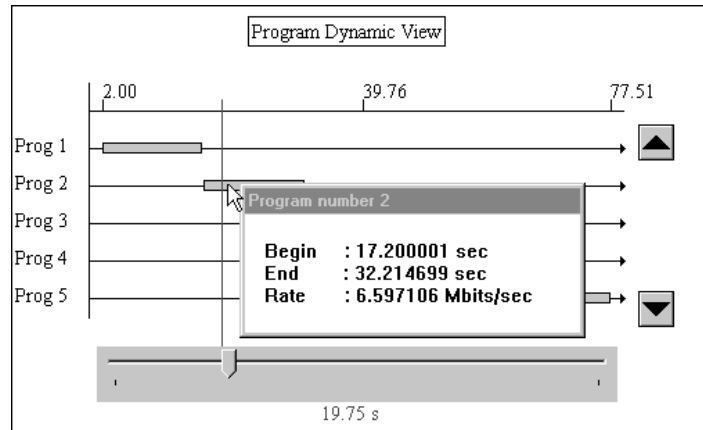 Program Dynamic View
2.00 39.76 77.51
Prog 1
Prog 2
Program number 2
Prog 3
Begin : 17.200001 sec
Prog 4
End : 32.214699 sec
Prog 5
Rate : 6.597106 Mbits/sec
19.75 s